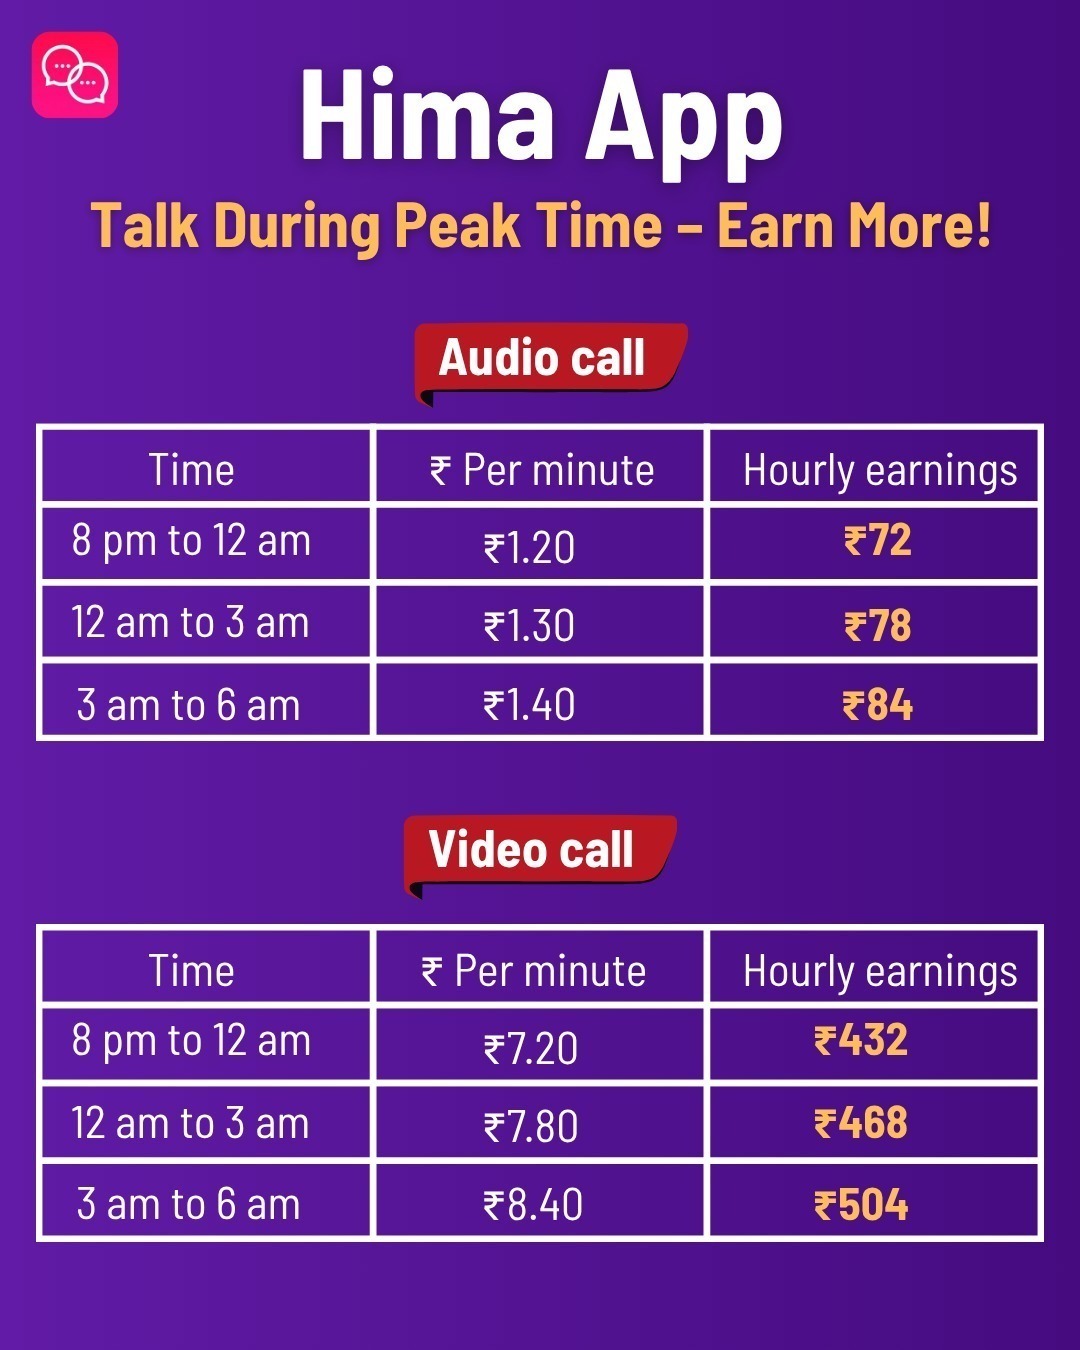 Hima App
Talk During Peak Time – Earn More!
Audio call
Time ₹ Per minute Hourly earnings
8 pm to 12 am ₹1.20 ₹72
12 am to 3 am ₹1.30 ₹78
3 am to 6 am ₹1.40 ₹84
Video call
Time ₹ Per minute Hourly earnings
8 pm to 12 am ₹7.20 ₹432
12 am to 3 am ₹7.80 ₹468
3 am to 6 am ₹8.40 ₹504